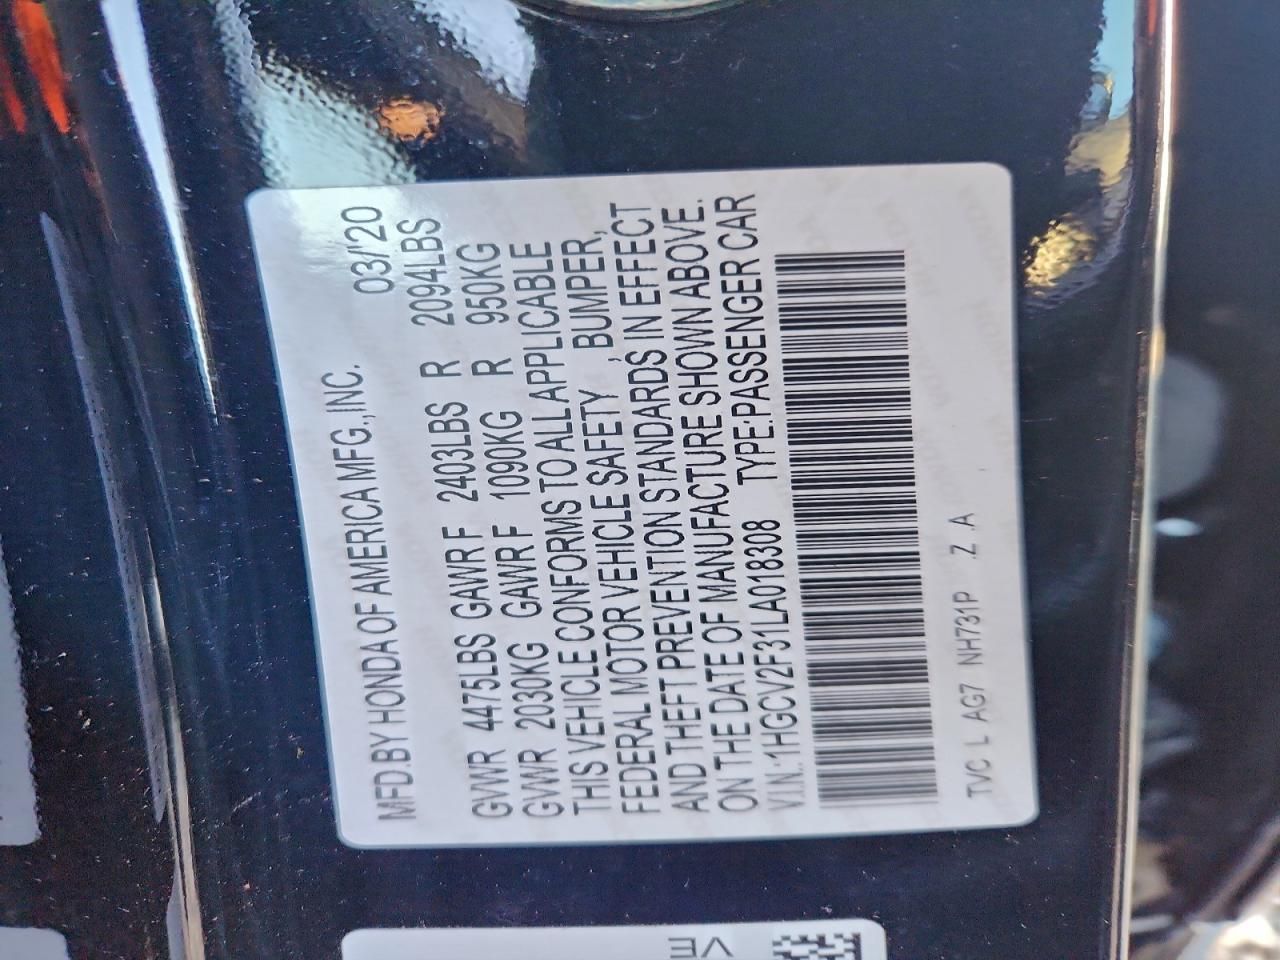 MFD.BY HONDA OF AMERICA MFG.,INC. 03/'20
GVWR 4475LBS GAWR F 2403LBS R 2094LBS
GVWR 2030KG GAWR F 1090KG R 950KG
THIS VEHICLE CONFORMS TO ALL APPLICABLE
FEDERAL MOTOR VEHICLE SAFETY , BUMPER,
AND THEFT PREVENTION STANDARDS IN EFFECT
ON THE DATE OF MANUFACTURE SHOWN ABOVE.
V.I.N.:1HGCV2F31LA018308 TYPE:PASSENGER CAR
TVC L AG7 NH731P Z .A
VE